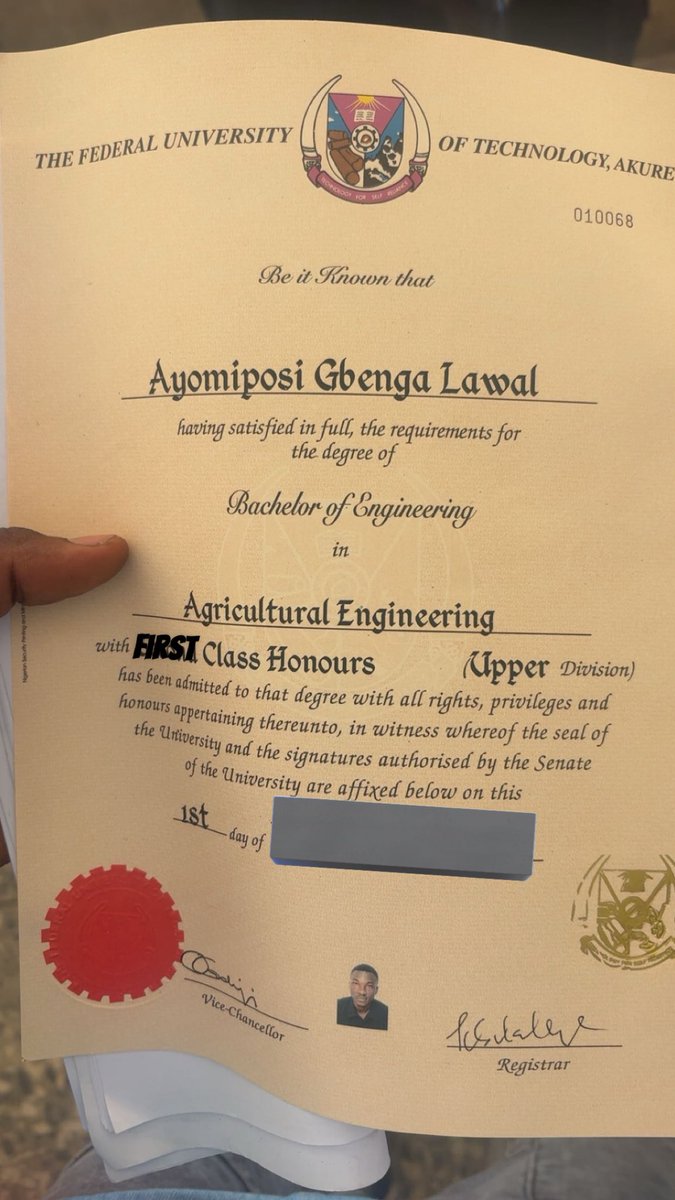 THE FEDERAL UNIVERSITY OF TECHNOLOGY, AKURE
TECHNOLOGY FOR SELF RELIANCE
010068
Be it Known that
Ayomiposi Gbenga Lawal
having satisfied in full, the requirements for
the degree of
Bachelor of Engineering
in
Agricultural Engineering
with FIRST Class Honours (Upper Division)
has been admitted to that degree with all rights, privileges and
honours appertaining thereunto, in witness whereof the seal of
the University and the signatures authorised by the Senate
of the University are affixed below on this
1st day of
Vice-Chancellor
Registrar